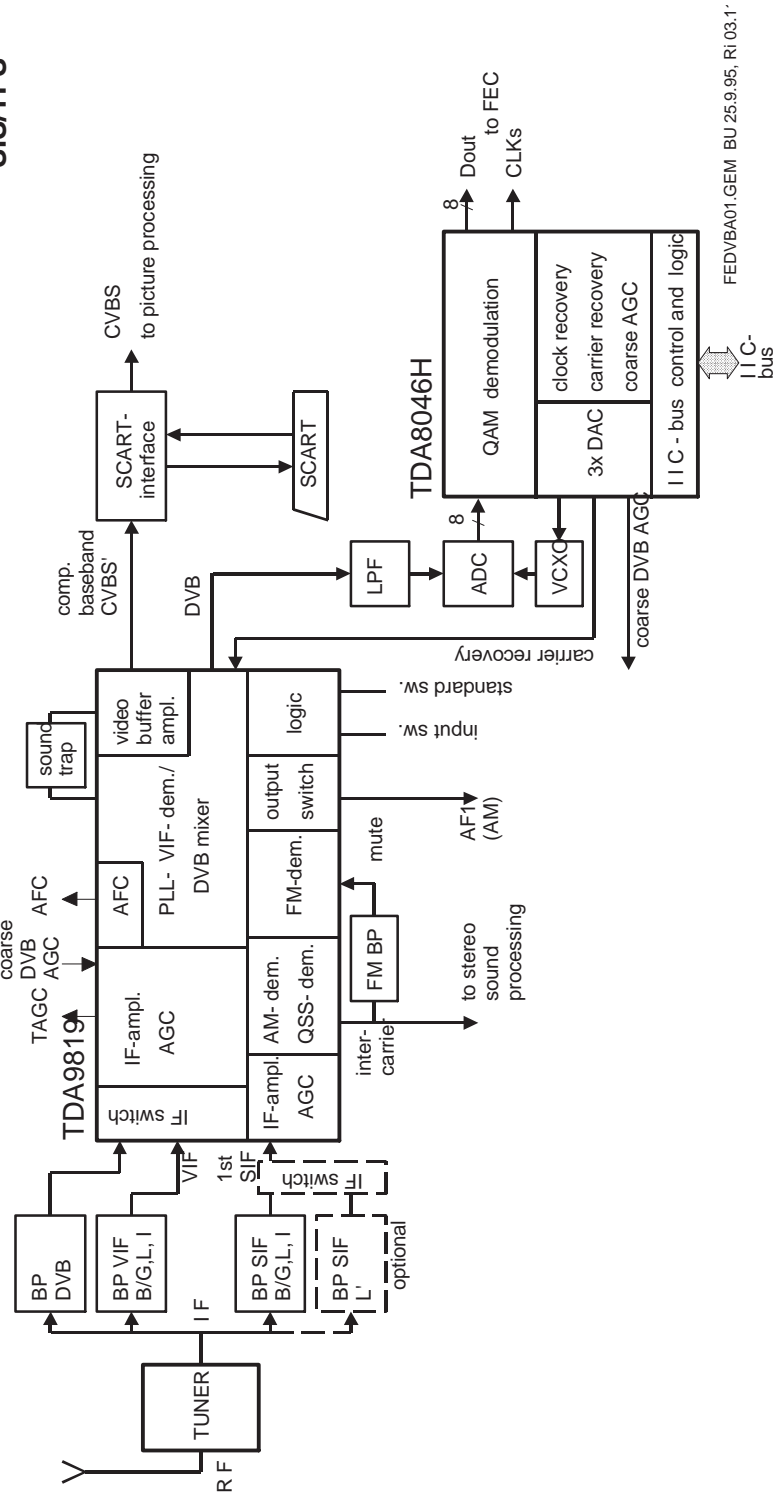 TDA9819
TAGC
coarse
DVB
AGC
AFC
sound
trap
comp.
baseband
CVBS'
SCART-
interface
CVBS
to picture processing
SCART
R F
TUNER
I F
BP
DVB
BP VIF
B/G,L, I
BP SIF
B/G,L, I
BP SIF
L'
optional
VIF
1st
SIF
IF switch
IF switch
IF-ampl.
AGC
AFC
PLL- VIF- dem./
DVB mixer
video
buffer
ampl.
IF-ampl.
AGC
AM- dem.
QSS- dem.
FM-dem.
output
switch
logic
inter-
carrier
FM BP
mute
to stereo
sound
processing
AF1
(AM)
input sw.
standard sw.
DVB
LPF
ADC
VCXO
8
carrier recovery
coarse DVB AGC
TDA8046H
QAM demodulation
3x DAC
clock recovery
carrier recovery
coarse AGC
I I C - bus control and logic
I I C-
bus
8
Dout
to FEC
CLKs
FEDVBA01.GEM BU 25.9.95, Ri 03.1